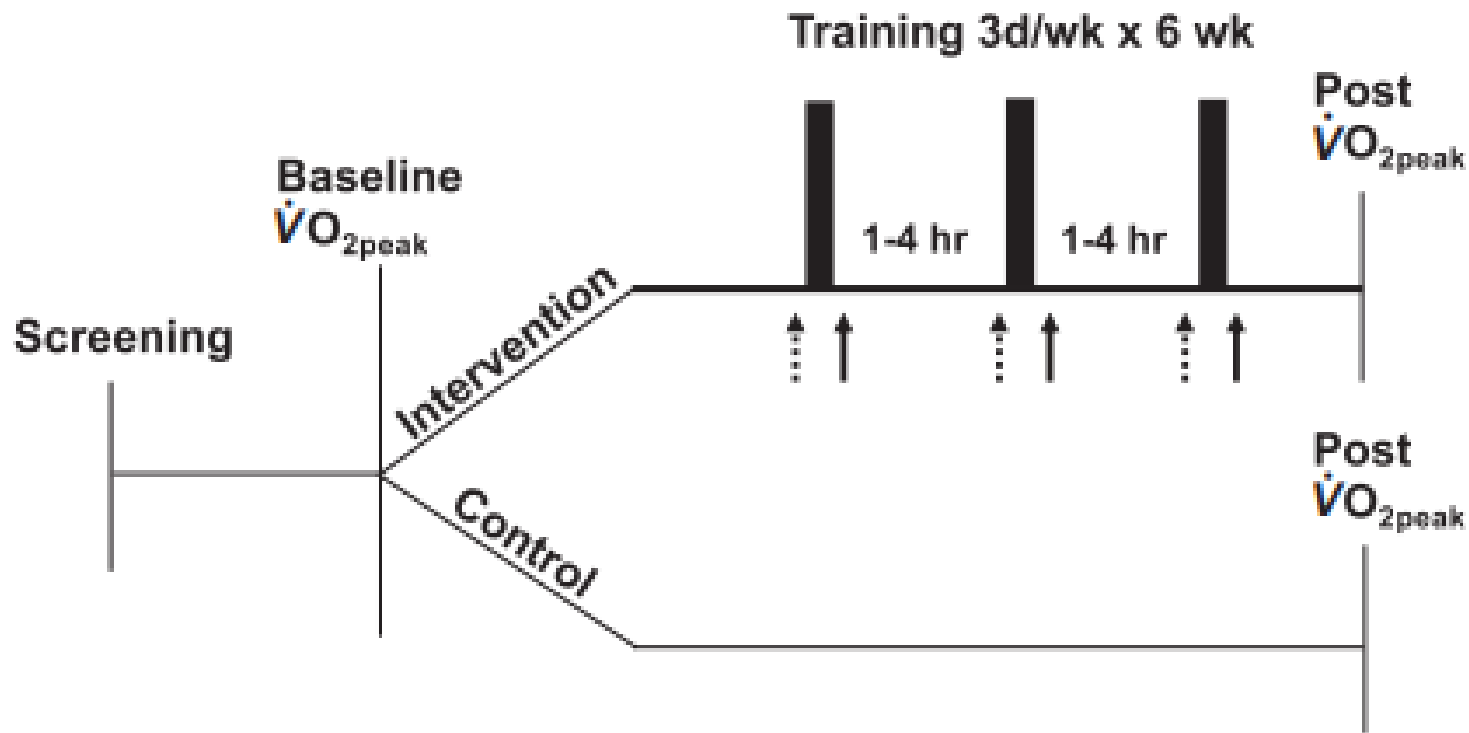 Training 3d/wk x 6 wk
Post
V̇O₂peak
Baseline
V̇O₂peak
1-4 hr 1-4 hr
Screening
Intervention
Control
Post
V̇O₂peak